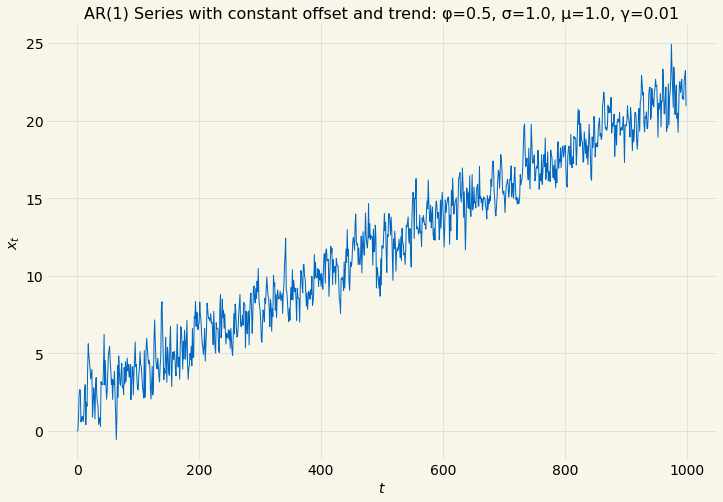 AR(1) Series with constant offset and trend: φ=0.5, σ=1.0, μ=1.0, γ=0.01
25
20
15
10
5
0
x_t
0 200 400 600 800 1000
t